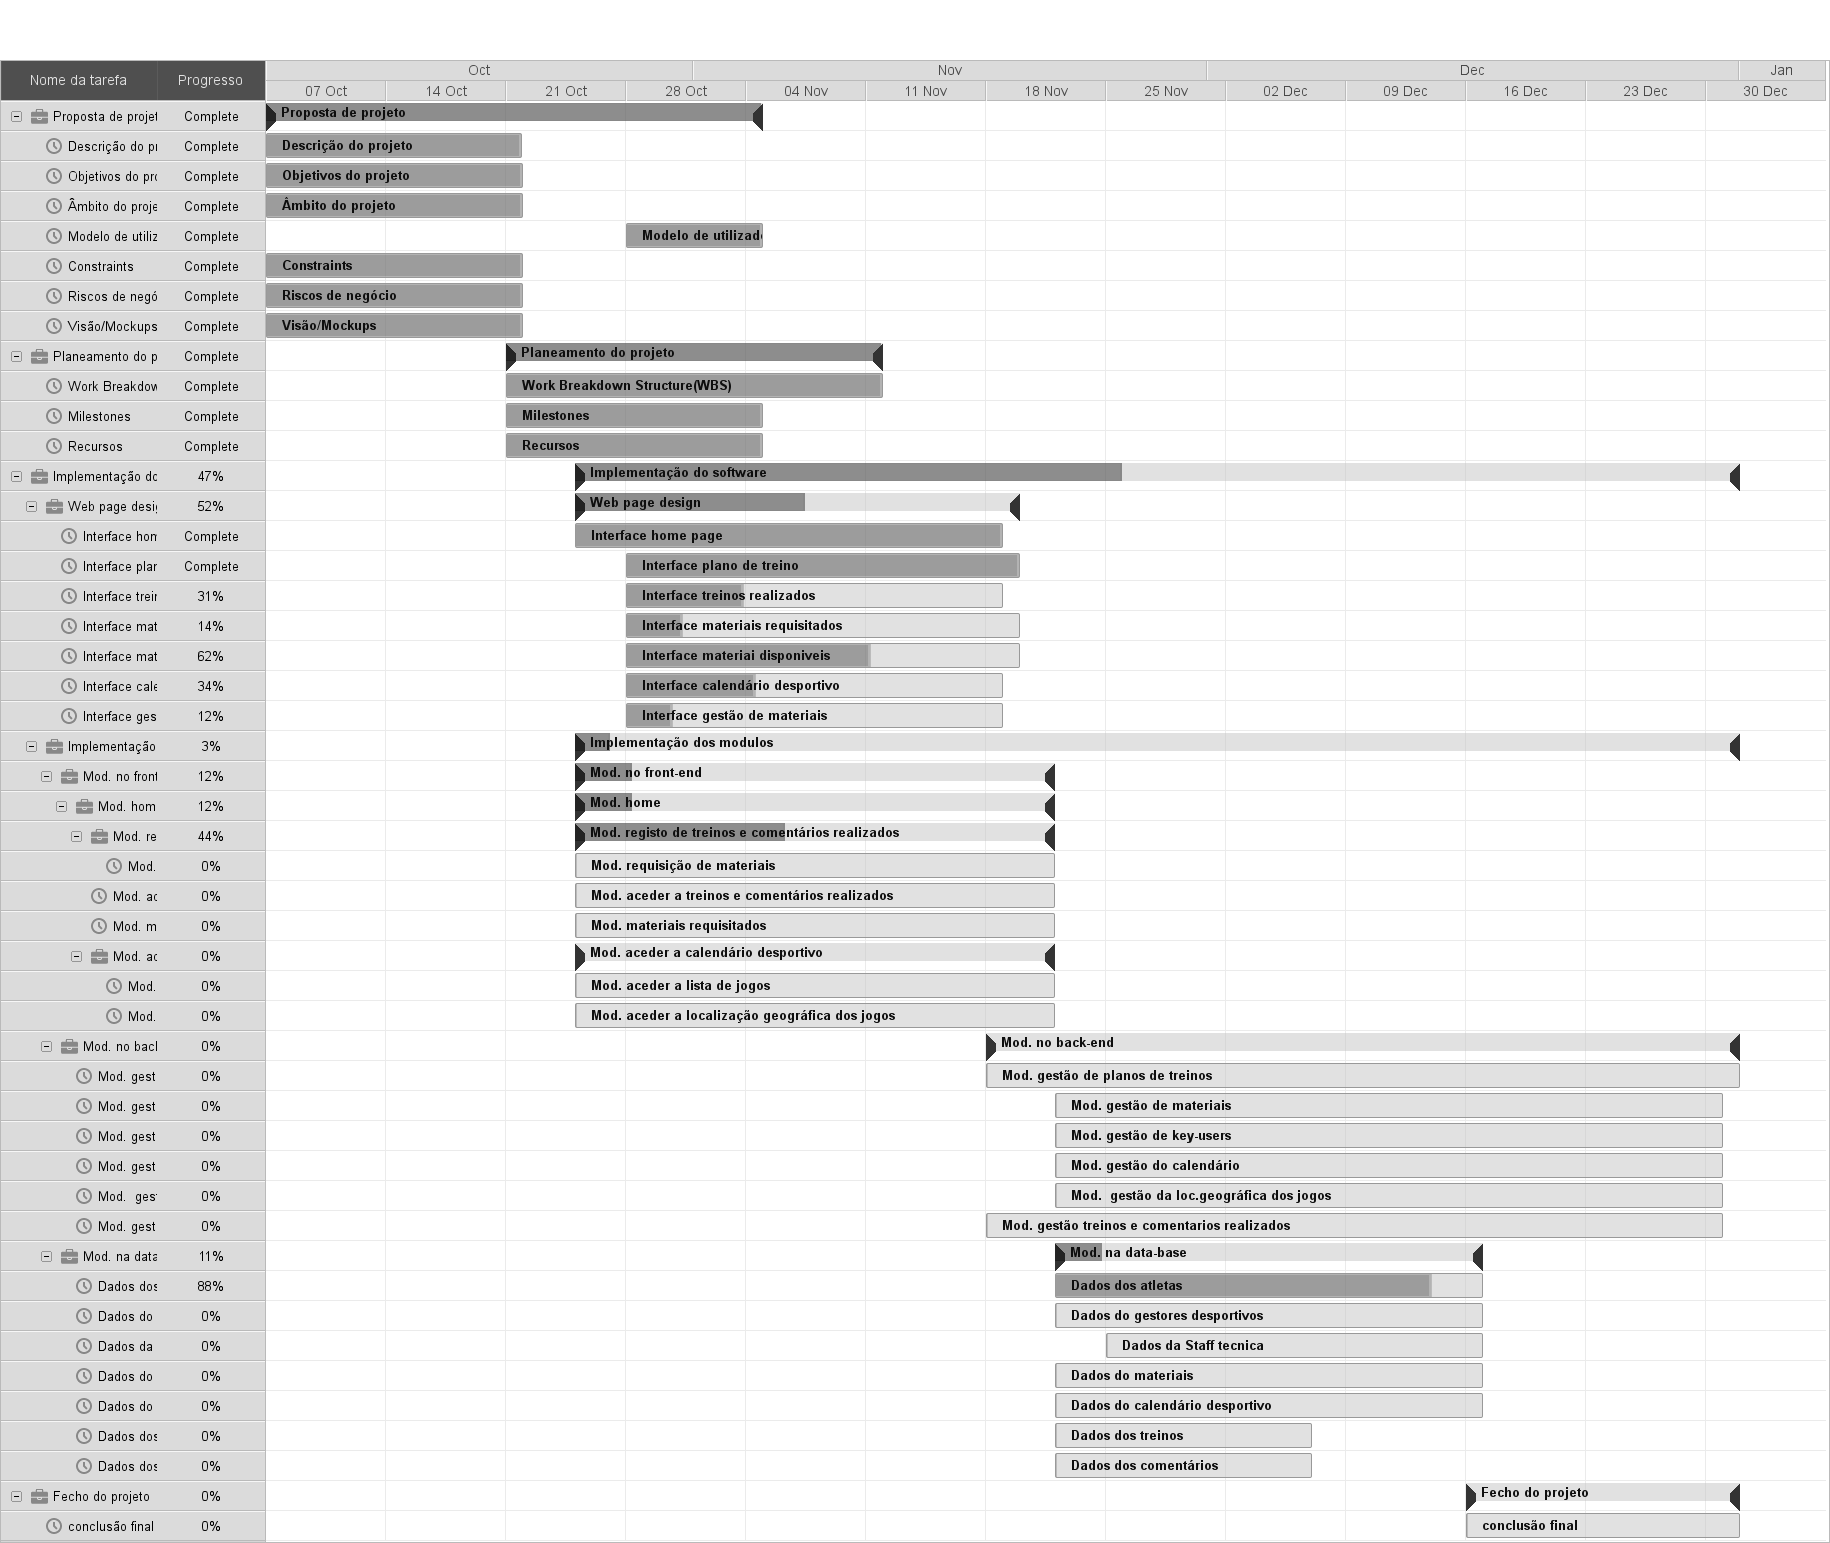 Nome da tarefa Progresso
Oct Nov Dec Jan
07 Oct 14 Oct 21 Oct 28 Oct 04 Nov 11 Nov 18 Nov 25 Nov 02 Dec 09 Dec 16 Dec 23 Dec 30 Dec
Proposta de projet Complete Proposta de projeto
Descrição do pr Complete Descrição do projeto
Objetivos do pro Complete Objetivos do projeto
Âmbito do proje Complete Âmbito do projeto
Modelo de utiliz Complete Modelo de utilizado
Constraints Complete Constraints
Riscos de negó Complete Riscos de negócio
Visão/Mockups Complete Visão/Mockups
Planeamento do p Complete Planeamento do projeto
Work Breakdow Complete Work Breakdown Structure(WBS)
Milestones Complete Milestones
Recursos Complete Recursos
Implementação do 47% Implementação do software
Web page desig 52% Web page design
Interface hom Complete Interface home page
Interface plan Complete Interface plano de treino
Interface trein 31% Interface treinos realizados
Interface mat 14% Interface materiais requisitados
Interface mat 62% Interface materiai disponiveis
Interface cale 34% Interface calendário desportivo
Interface ges 12% Interface gestão de materiais
Implementação 3% Implementação dos modulos
Mod. no front 12% Mod. no front-end
Mod. hom 12% Mod. home
Mod. re 44% Mod. registo de treinos e comentários realizados
Mod. 0% Mod. requisição de materiais
Mod. ac 0% Mod. aceder a treinos e comentários realizados
Mod. m 0% Mod. materiais requisitados
Mod. ac 0% Mod. aceder a calendário desportivo
Mod. 0% Mod. aceder a lista de jogos
Mod. 0% Mod. aceder a localização geográfica dos jogos
Mod. no back 0% Mod. no back-end
Mod. gest 0% Mod. gestão de planos de treinos
Mod. gest 0% Mod. gestão de materiais
Mod. gest 0% Mod. gestão de key-users
Mod. gest 0% Mod. gestão do calendário
Mod.  ges 0% Mod.  gestão da loc.geográfica dos jogos
Mod. gest 0% Mod. gestão treinos e comentarios realizados
Mod. na data 11% Mod. na data-base
Dados dos 88% Dados dos atletas
Dados do 0% Dados do gestores desportivos
Dados da 0% Dados da Staff tecnica
Dados do 0% Dados do materiais
Dados do 0% Dados do calendário desportivo
Dados dos 0% Dados dos treinos
Dados dos 0% Dados dos comentários
Fecho do projeto 0% Fecho do projeto
conclusão final 0% conclusão final